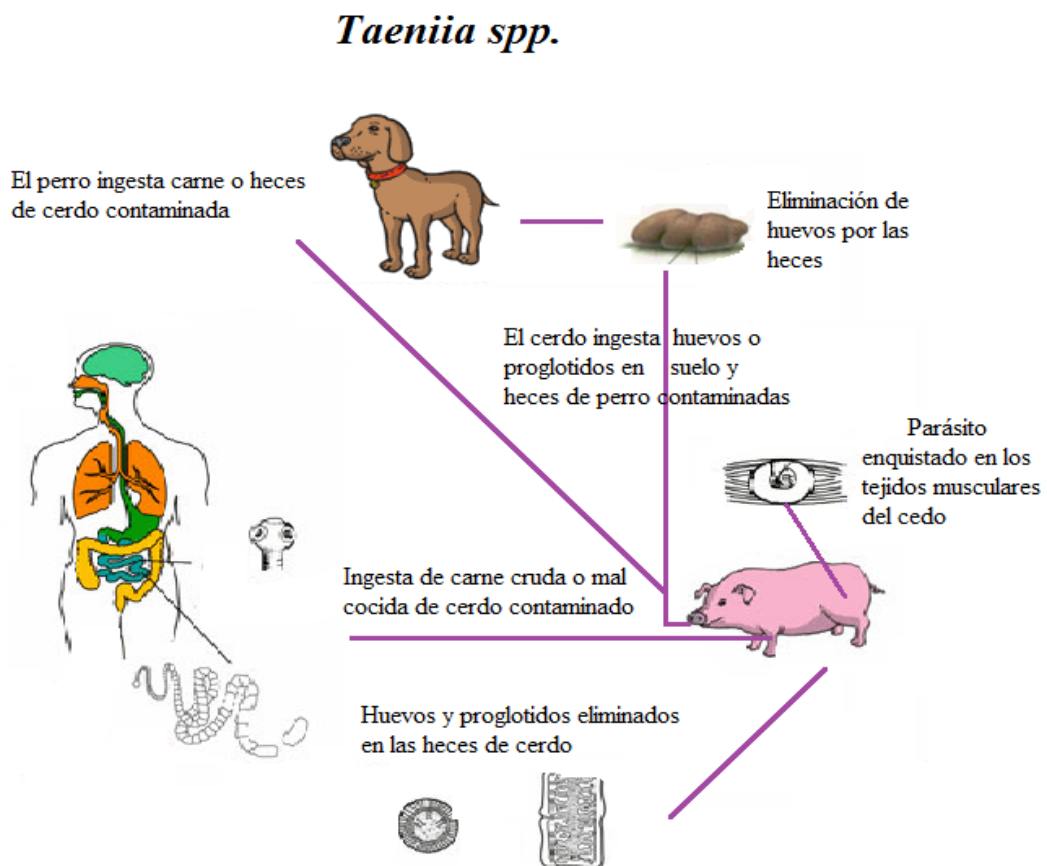 Taeniia spp.
El perro ingesta carne o heces
de cerdo contaminada
Eliminación de
huevos por las
heces
El cerdo ingesta huevos o
proglotidos en suelo y
heces de perro contaminadas
Parásito
enquistado en los
tejidos musculares
del cedo
Ingesta de carne cruda o mal
cocida de cerdo contaminado
Huevos y proglotidos eliminados
en las heces de cerdo